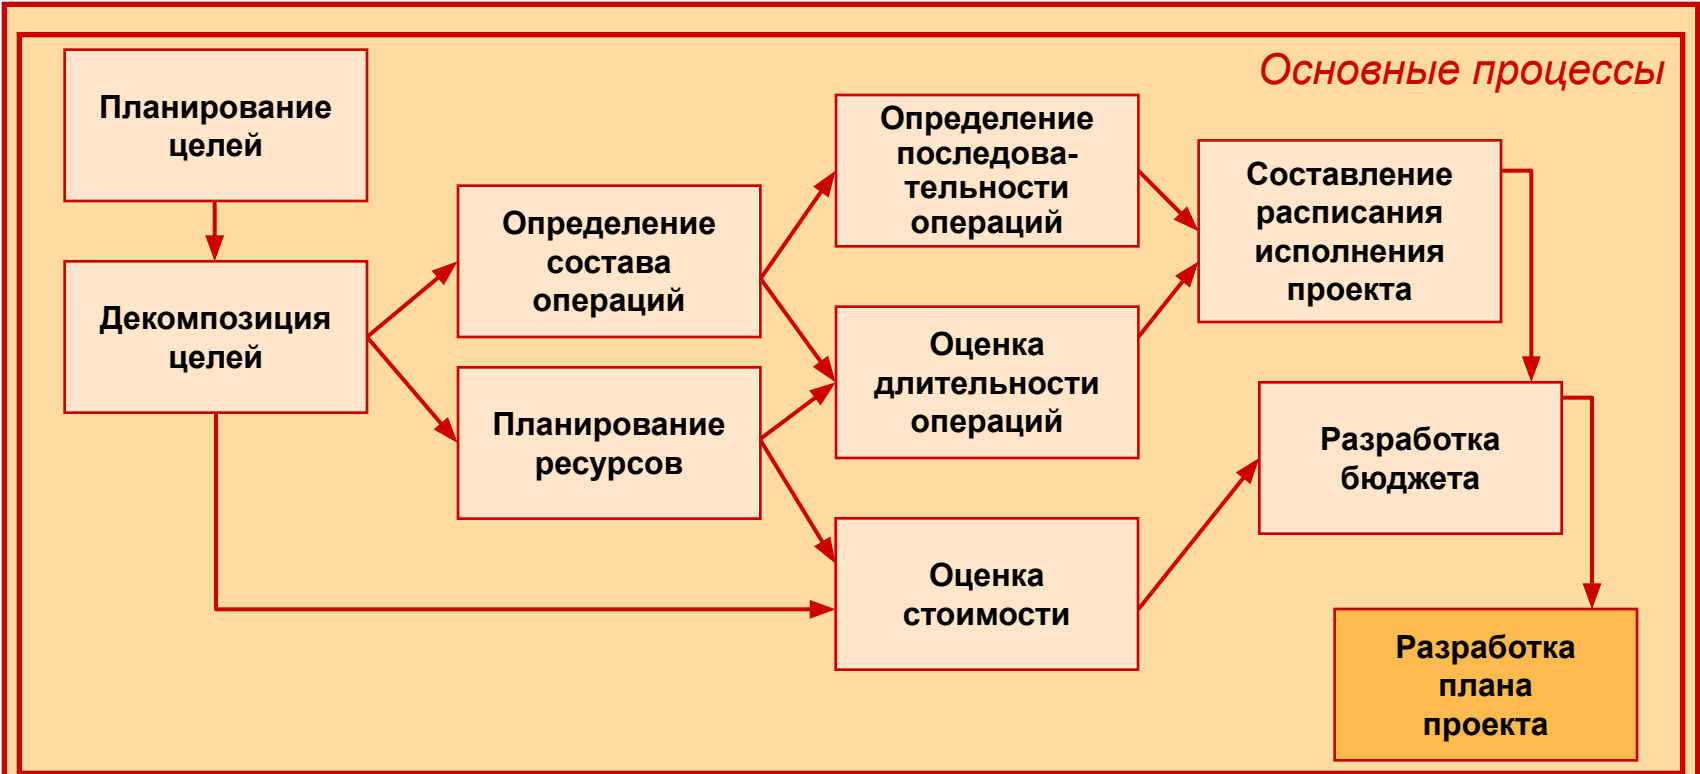 Основные процессы
Планирование
целей
Декомпозиция
целей
Определение
состава
операций
Планирование
ресурсов
Определение
последова-
тельности
операций
Оценка
длительности
операций
Оценка
стоимости
Составление
расписания
исполнения
проекта
Разработка
бюджета
Разработка
плана
проекта